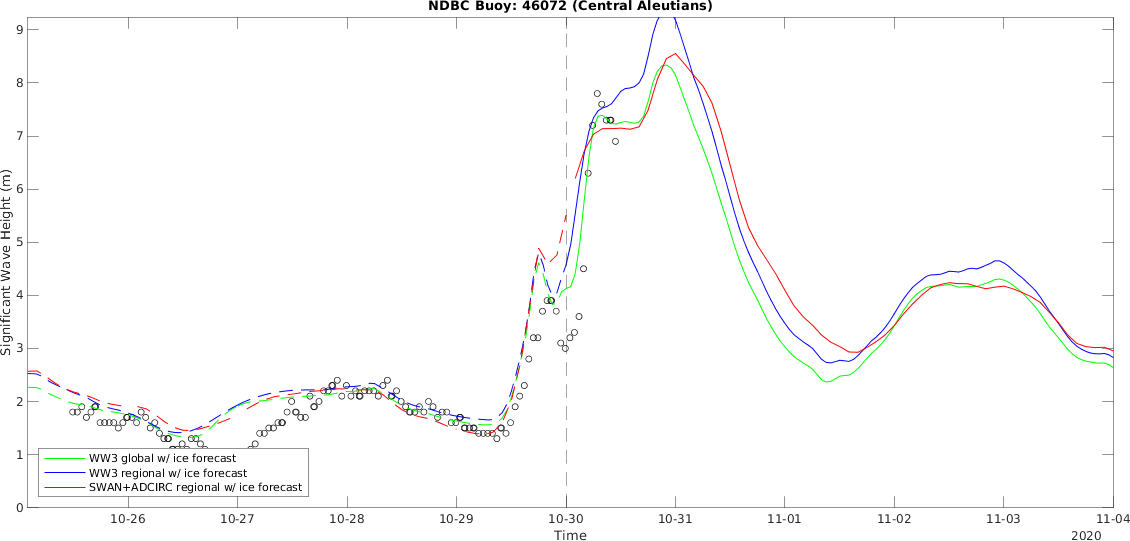 NDBC Buoy: 46072 (Central Aleutians)
9
8
7
6
5
4
3
2
1
0
Significant Wave Height (m)
WW3 global w/ ice forecast
WW3 regional w/ ice forecast
SWAN+ADCIRC regional w/ ice forecast
10-26 10-27 10-28 10-29 10-30 10-31 11-01 11-02 11-03 11-04
Time 2020